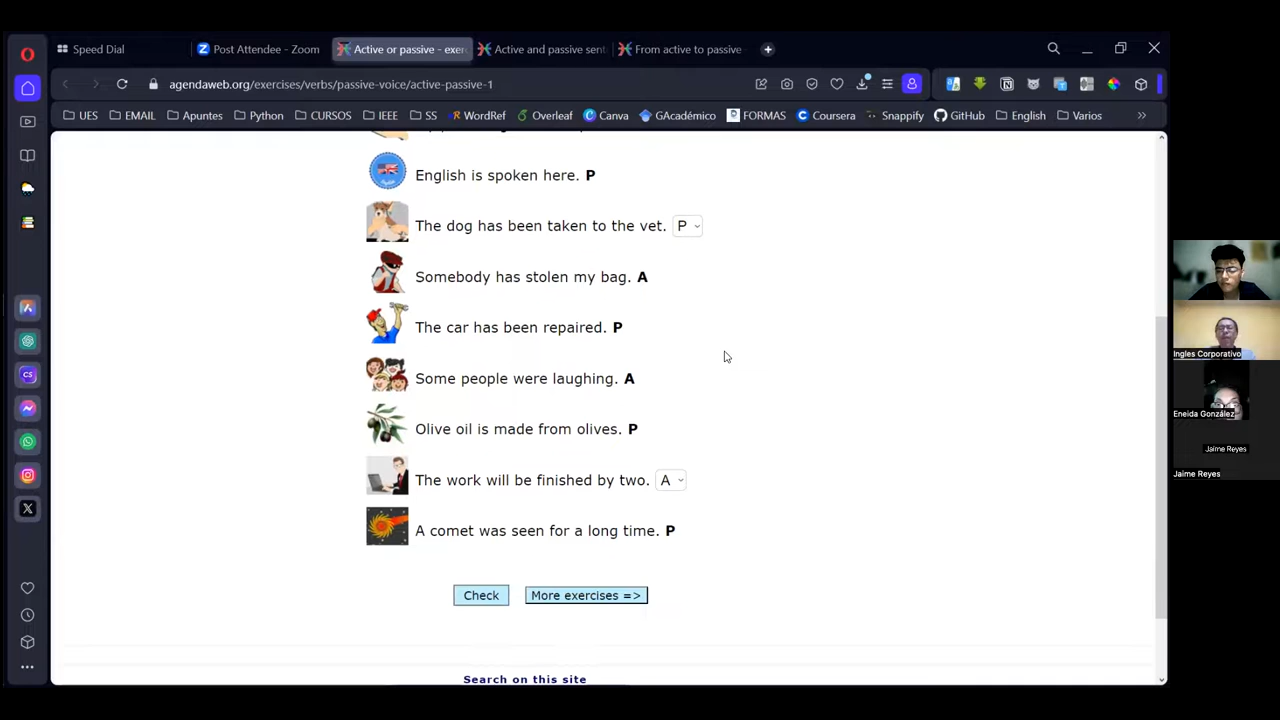 Speed Dial
Post Attendee - Zoom
Active or passive - exer
Active and passive sent
From active to passive
agendaweb.org/exercises/verbs/passive-voice/active-passive-1
UES
EMAIL
Apuntes
Python
CURSOS
IEEE
SS
WordRef
Overleaf
Canva
GAcadémico
FORMAS
Coursera
Snappify
GitHub
English
Varios
English is spoken here. P
The dog has been taken to the vet. P
Somebody has stolen my bag. A
The car has been repaired. P
Some people were laughing. A
Olive oil is made from olives. P
The work will be finished by two. A
A comet was seen for a long time. P
Check
More exercises =>
Search on this site
Ingles Corporativo
Eneida González
Jaime Reyes
Jaime Reyes